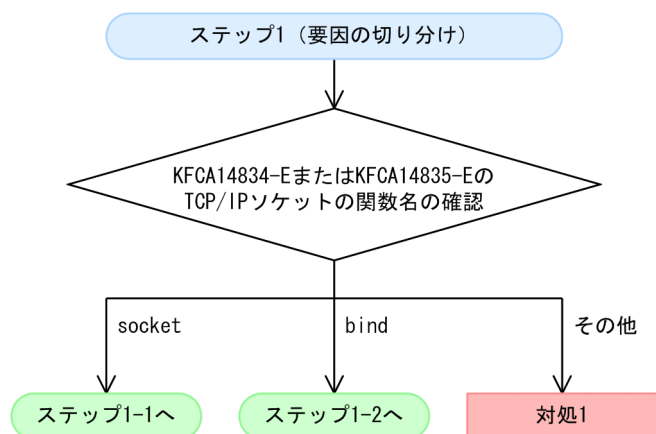 ステップ1（要因の切り分け）
KFCA14834-EまたはKFCA14835-Eの
TCP/IPソケットの関数名の確認
socket
bind
その他
ステップ1-1へ
ステップ1-2へ
対処1